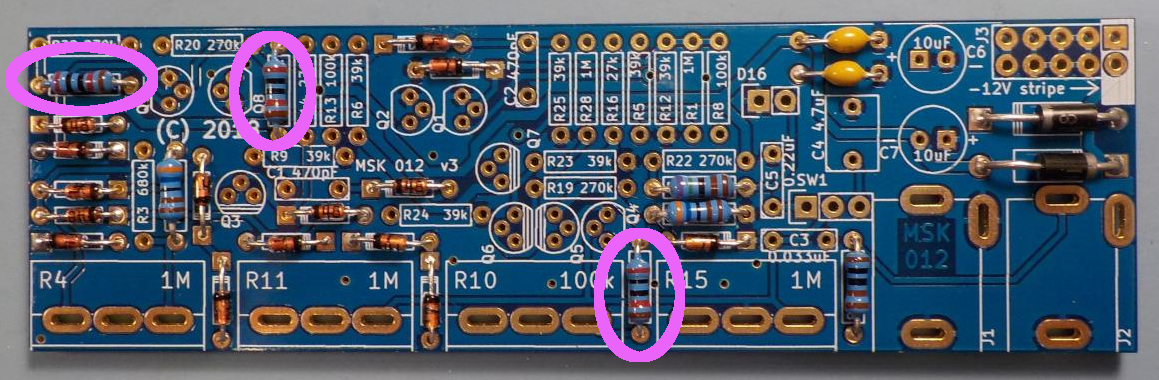 R20 270k
R13 100k
R6 39k
C2 470pF
R25 39k
R28 1M
R16 27k
R5 39k
R12 39k
R1 1M
R8 100k
D16
10uF
C6
J3
-12V stripe
4.7uF
C4
C7
10uF
Q8
Q2
Q1
Q7
(C)
R9 39k
C1 470pF
MSK 012 v3
R23 39k
R22 270k
R19 270k
R24 39k
R3 680k
Q3
Q6
Q5
C5
0.22uF
SW1
C3
0.033uF
MSK
012
R4 1M
R11 1M
R10 100k
R15 1M
J1
J2